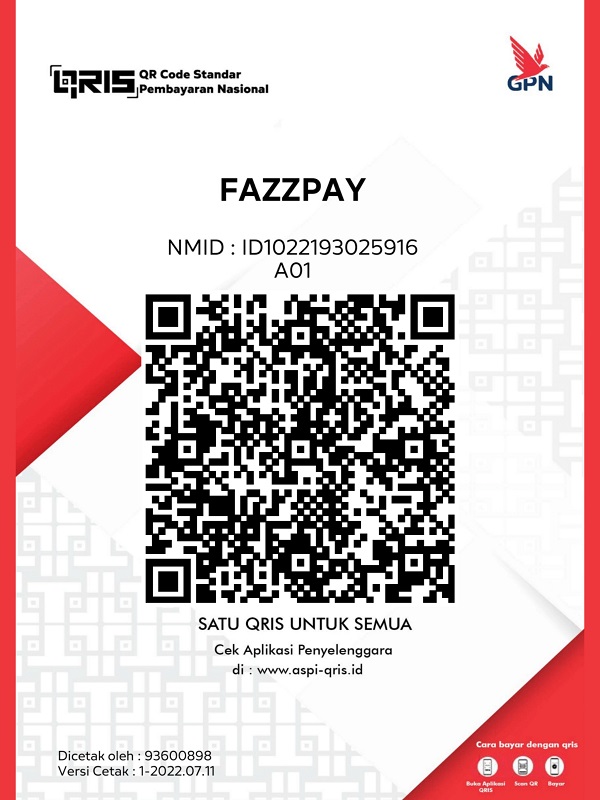 QRIS QR Code Standar
Pembayaran Nasional
GPN
FAZZPAY
NMID : ID1022193025916
A01
SATU QRIS UNTUK SEMUA
Cek Aplikasi Penyelenggara
di : www.aspi-qris.id
Dicetak oleh : 93600898
Versi Cetak : 1-2022.07.11
Cara bayar dengan qris
Buka Aplikasi
QRIS
Scan QR
Bayar